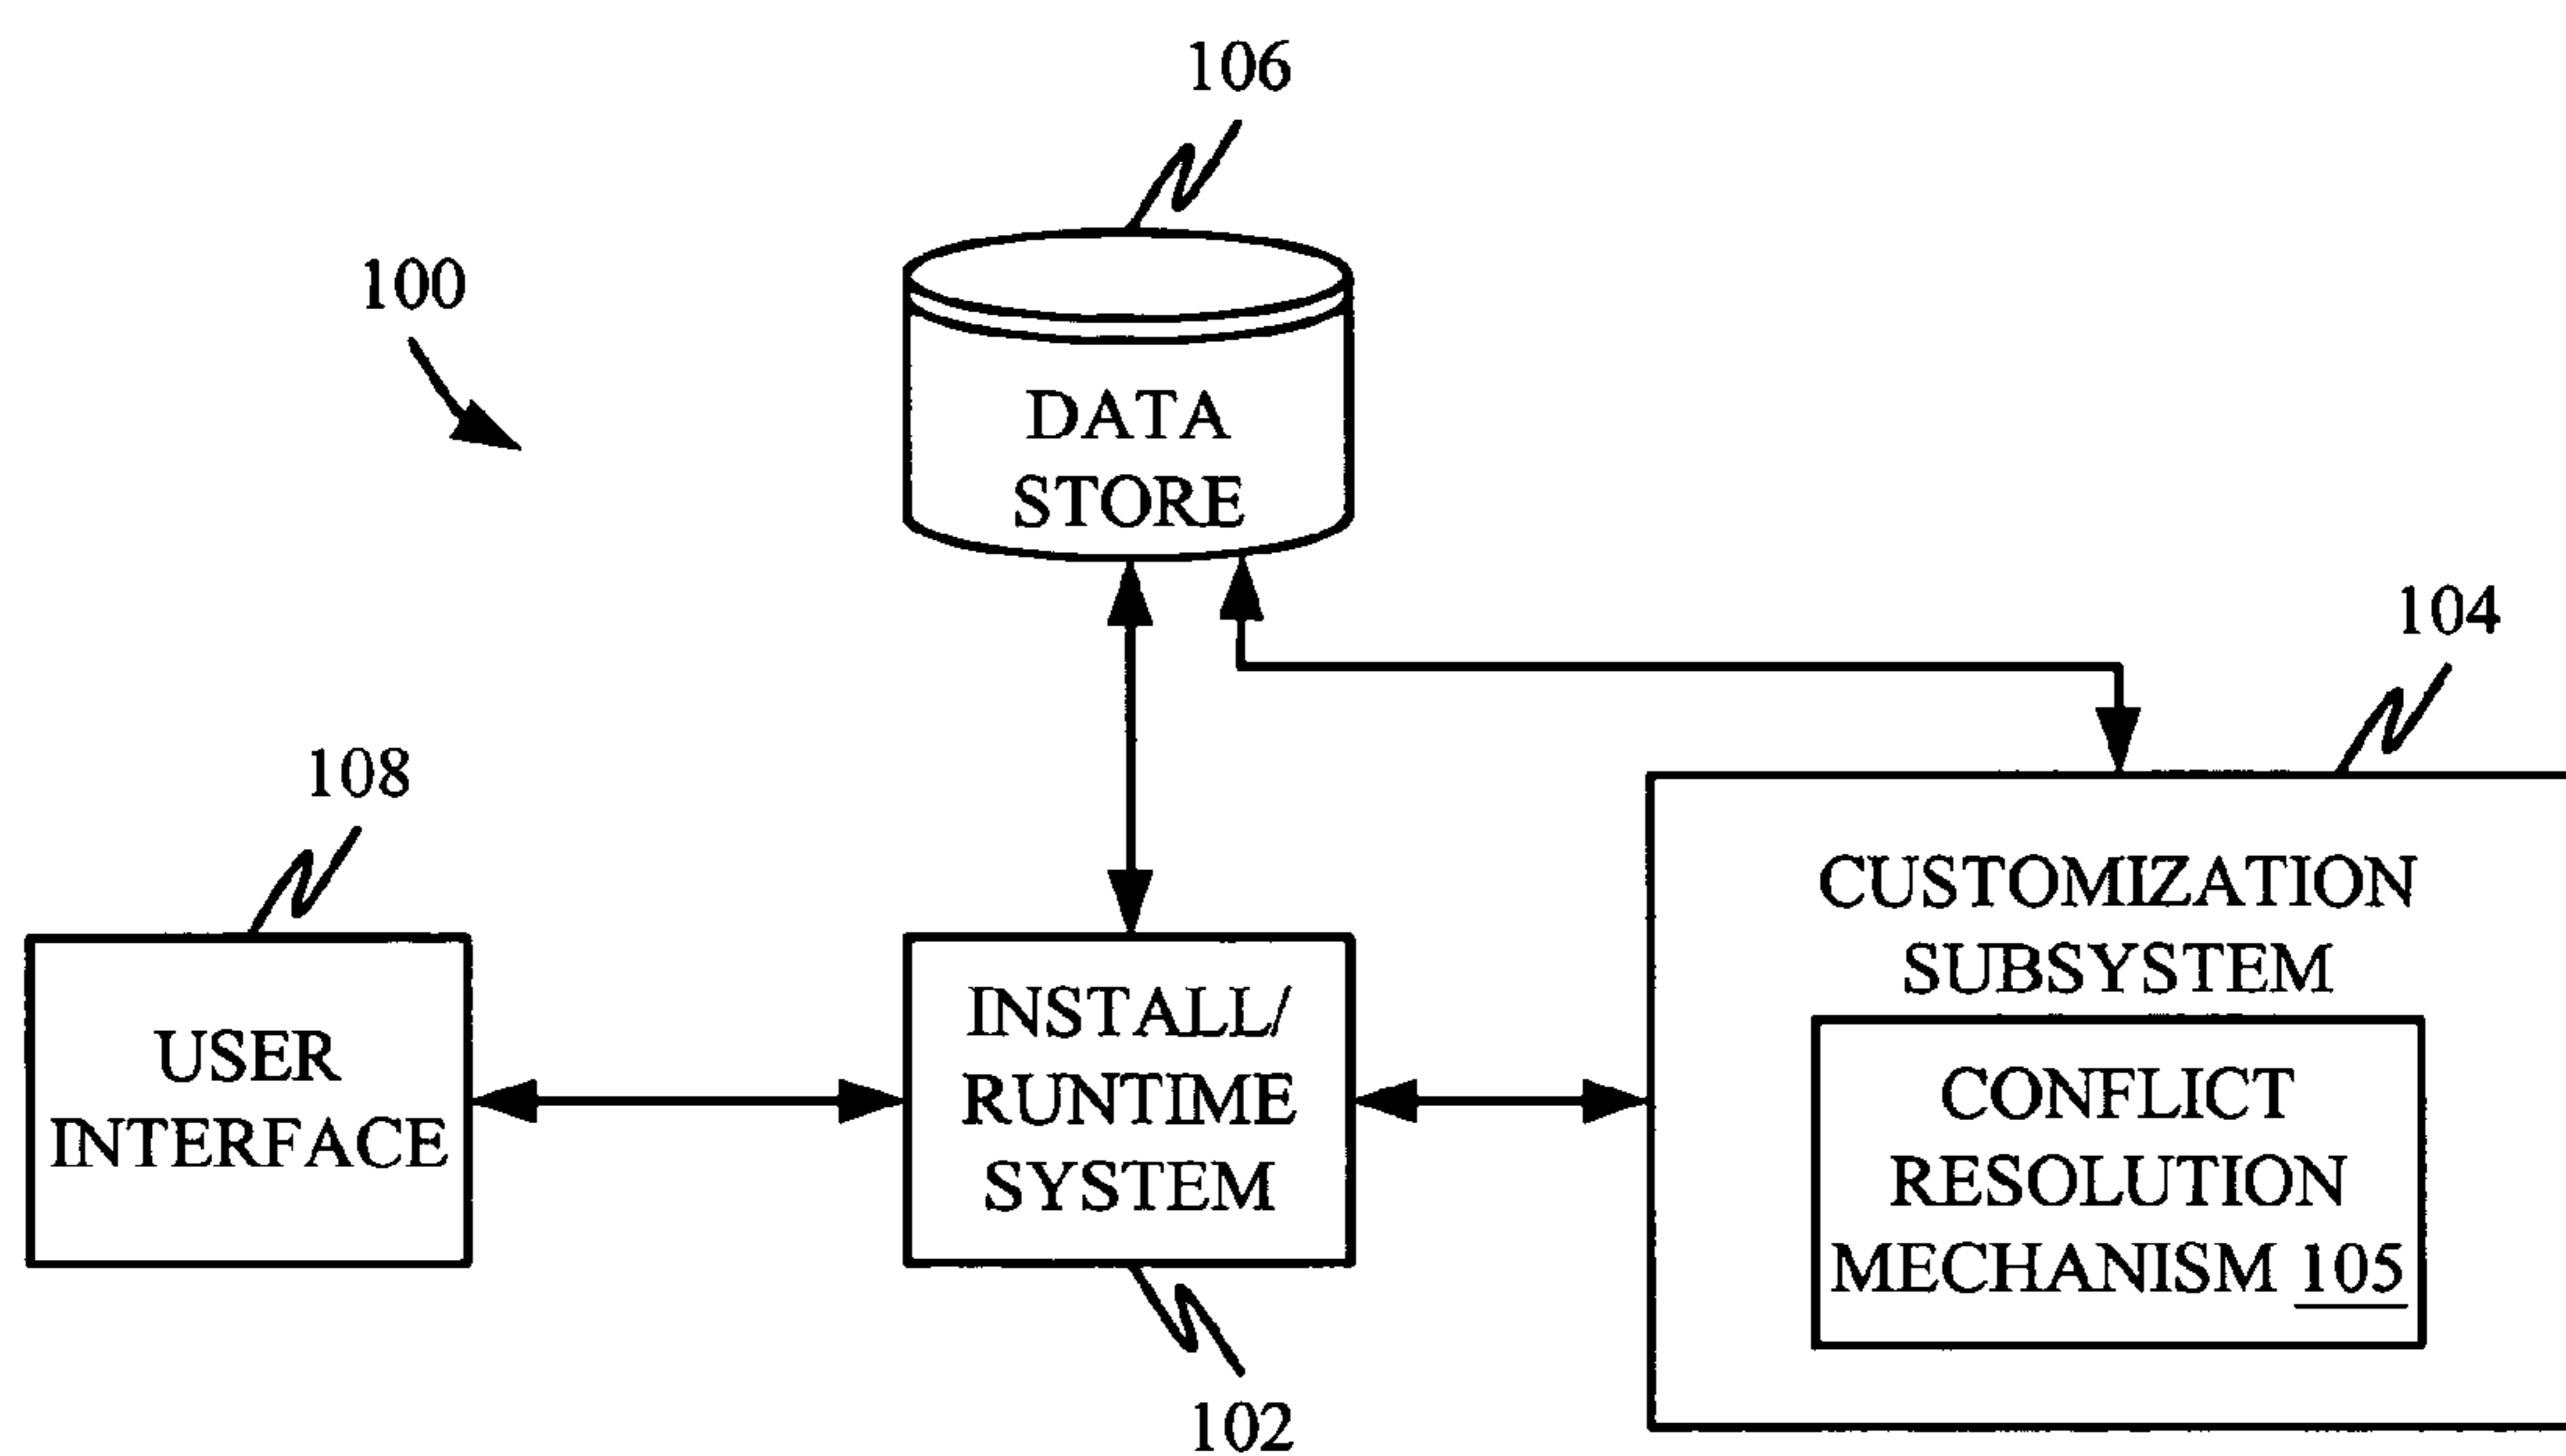 106
100
DATA
STORE
104
108
CUSTOMIZATION
SUBSYSTEM
USER
INTERFACE
INSTALL/
RUNTIME
SYSTEM
CONFLICT
RESOLUTION
MECHANISM 105
102